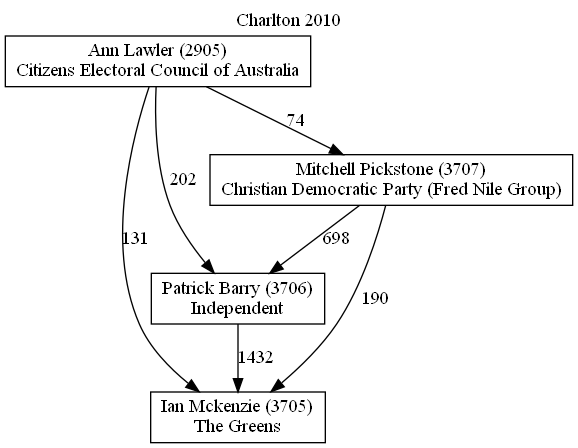 Charlton 2010
Ann Lawler (2905)
Citizens Electoral Council of Australia
74
Mitchell Pickstone (3707)
Christian Democratic Party (Fred Nile Group)
202
131
698
Patrick Barry (3706)
Independent
190
1432
Ian Mckenzie (3705)
The Greens